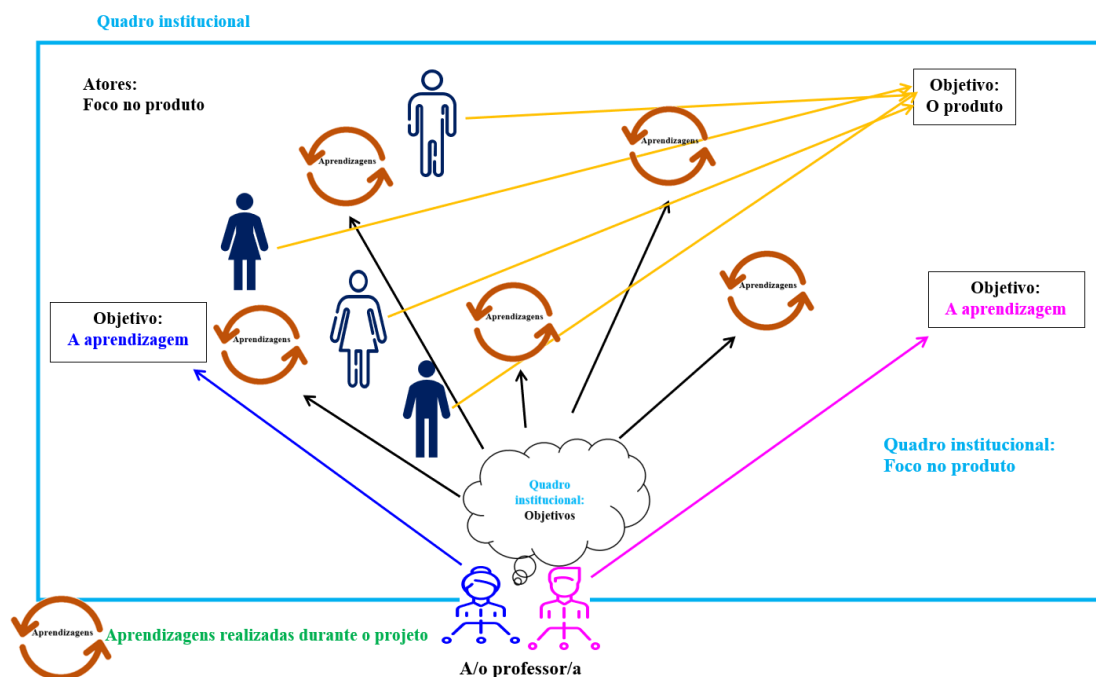 Quadro institucional
Atores:
Foco no produto
Objetivo:
O produto
Aprendizagens
Aprendizagens
Aprendizagens
Objetivo:
A aprendizagem
Aprendizagens
Aprendizagens
Objetivo:
A aprendizagem
Quadro institucional:
Foco no produto
Quadro
institucional:
Objetivos
Aprendizagens
Aprendizagens realizadas durante o projeto
A/o professor/a